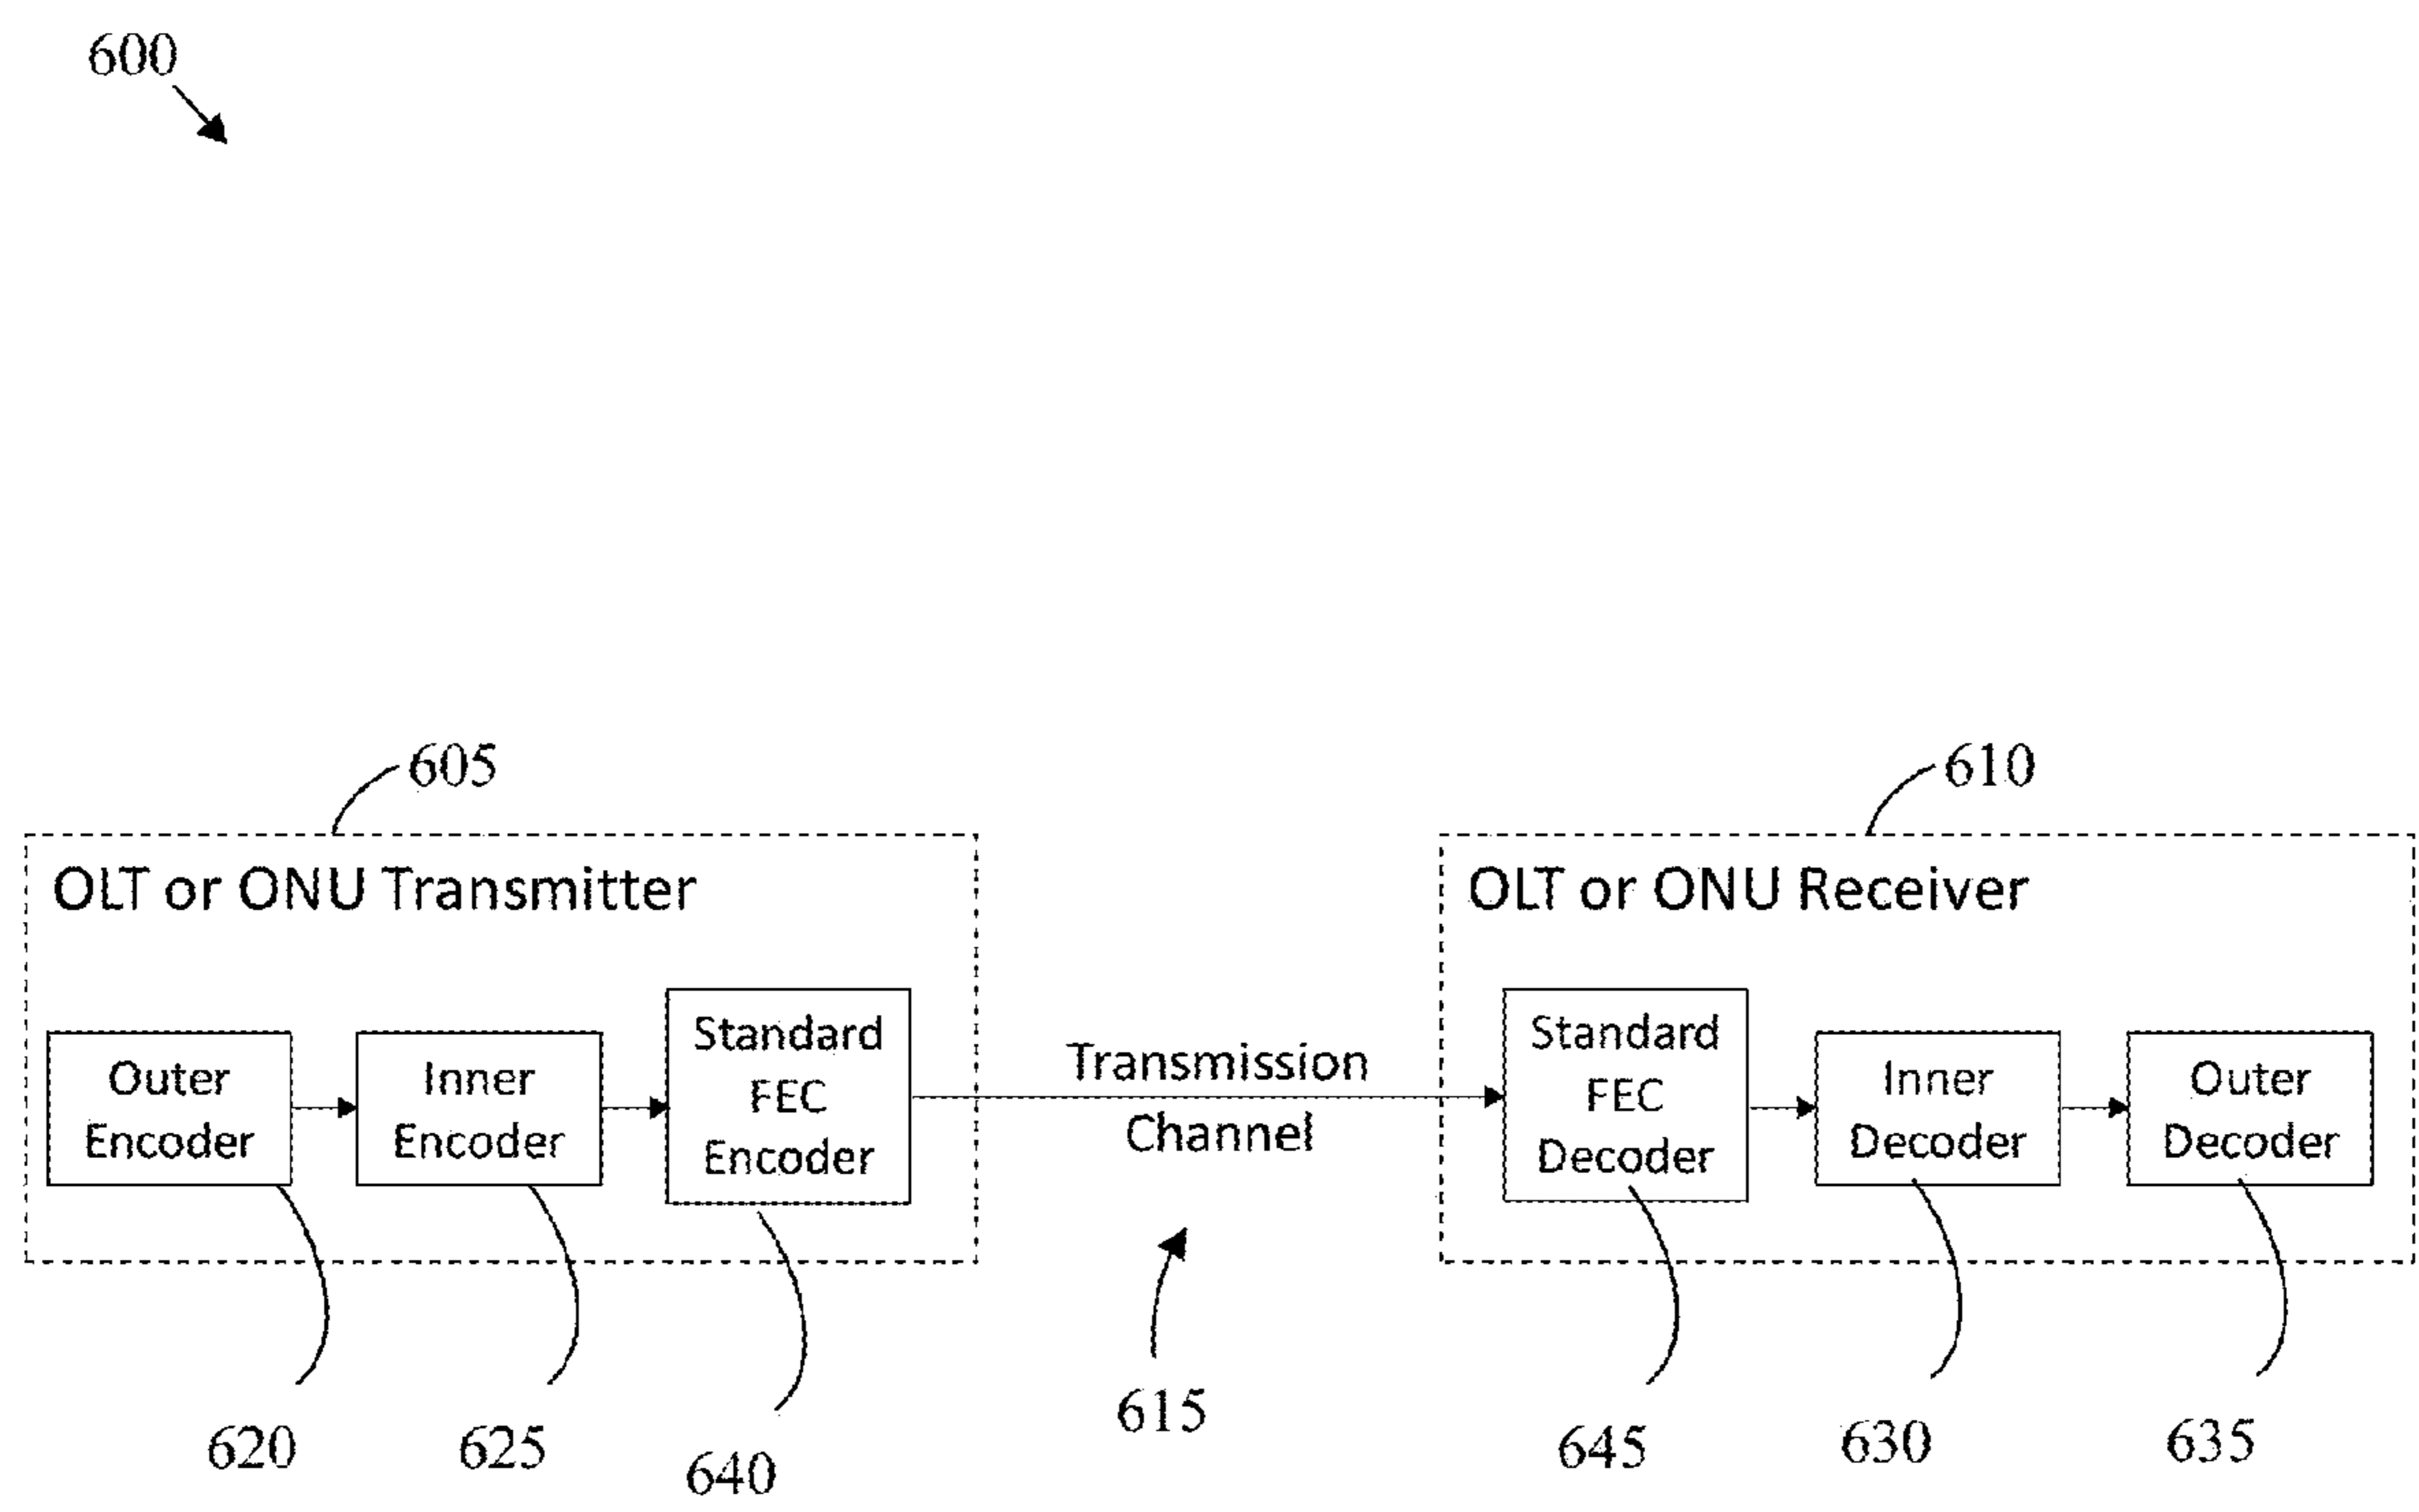 600
605
610
OLT or ONU Transmitter
OLT or ONU Receiver
Outer
Encoder
Inner
Encoder
Standard
FEC
Encoder
Transmission
Channel
Standard
FEC
Decoder
Inner
Decoder
Outer
Decoder
620
625
640
615
645
630
635